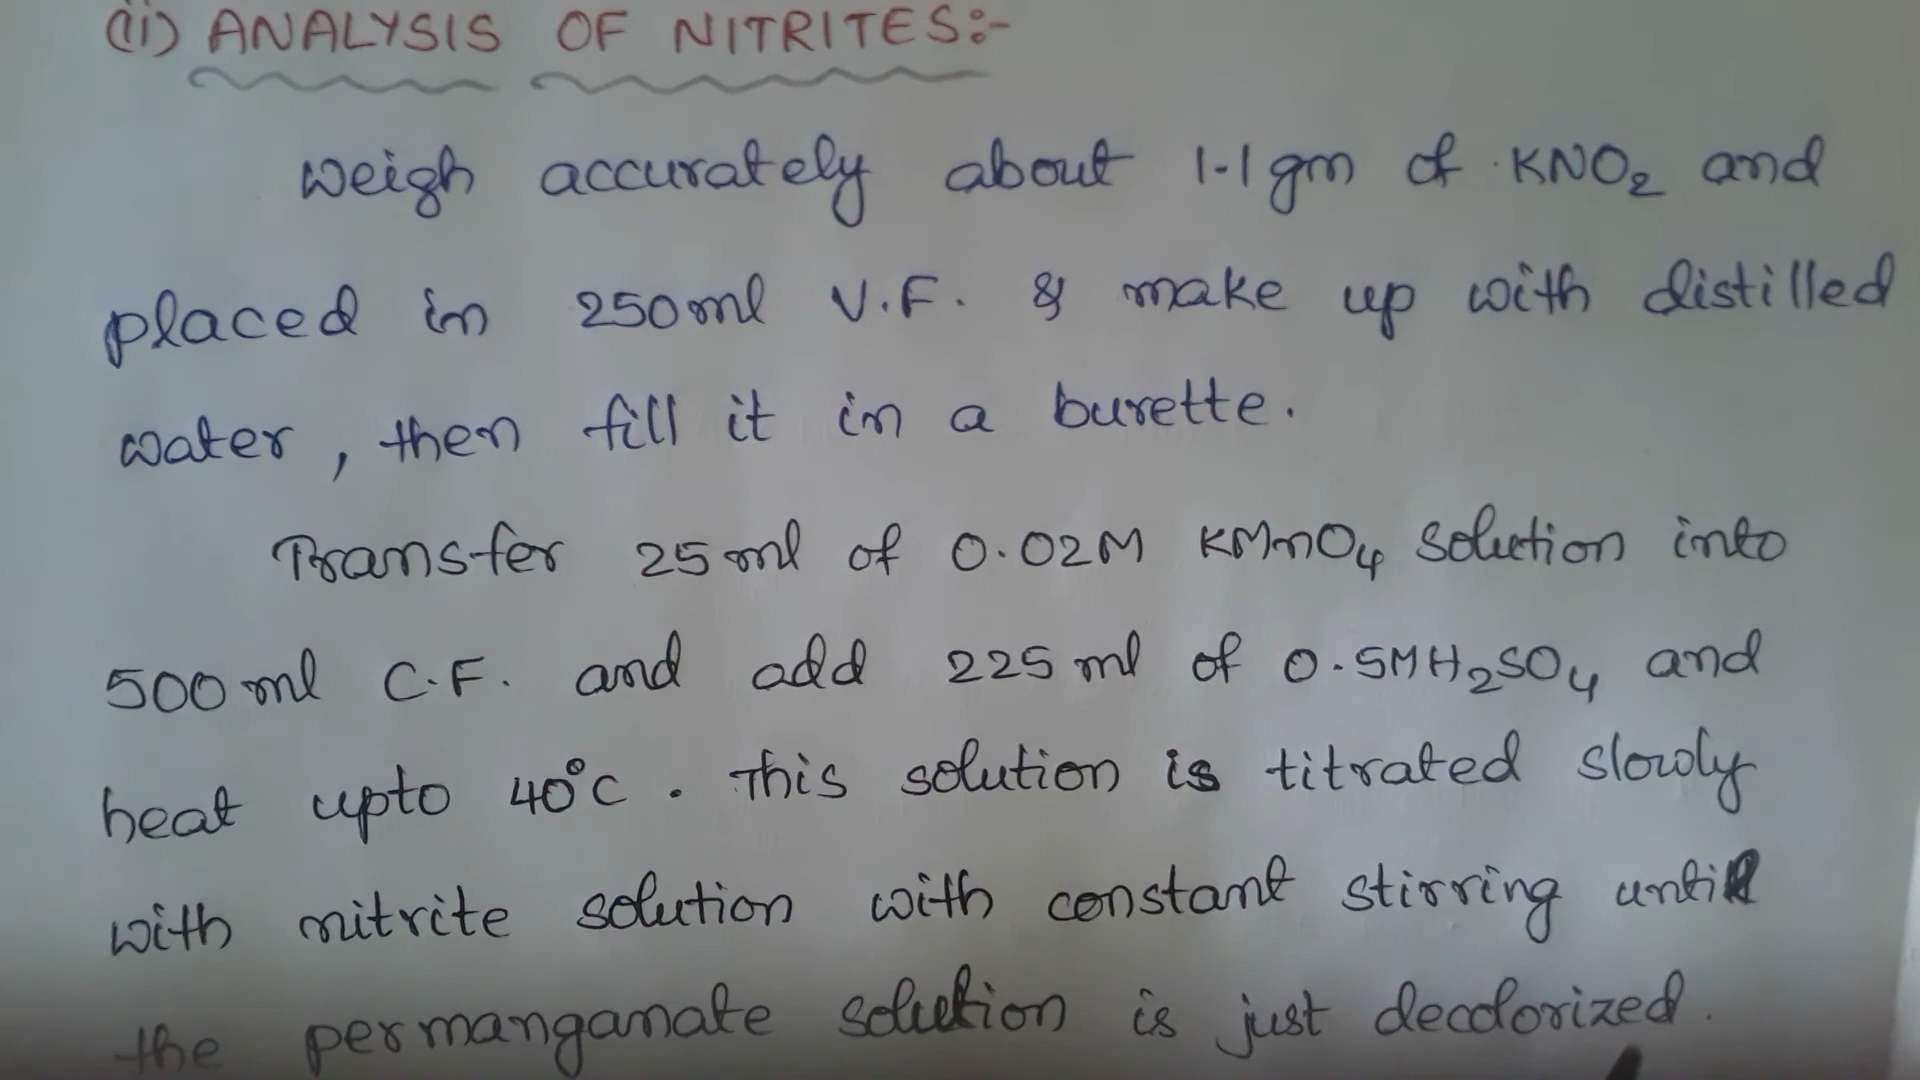 (ii) ANALYSIS OF NITRITES:-
weigh accurately about 1.1gm of KNO₂ and
placed in 250ml V.F. & make up with distilled
water, then fill it in a burette.
Transfer 25ml of 0.02M KMnO₄ solution into
500ml C.F. and add 225ml of 0.5MH₂SO₄ and
heat upto 40°C. This solution is titrated slowly
with nitrite solution with constant stirring until
the permanganate solution is just decolorized.